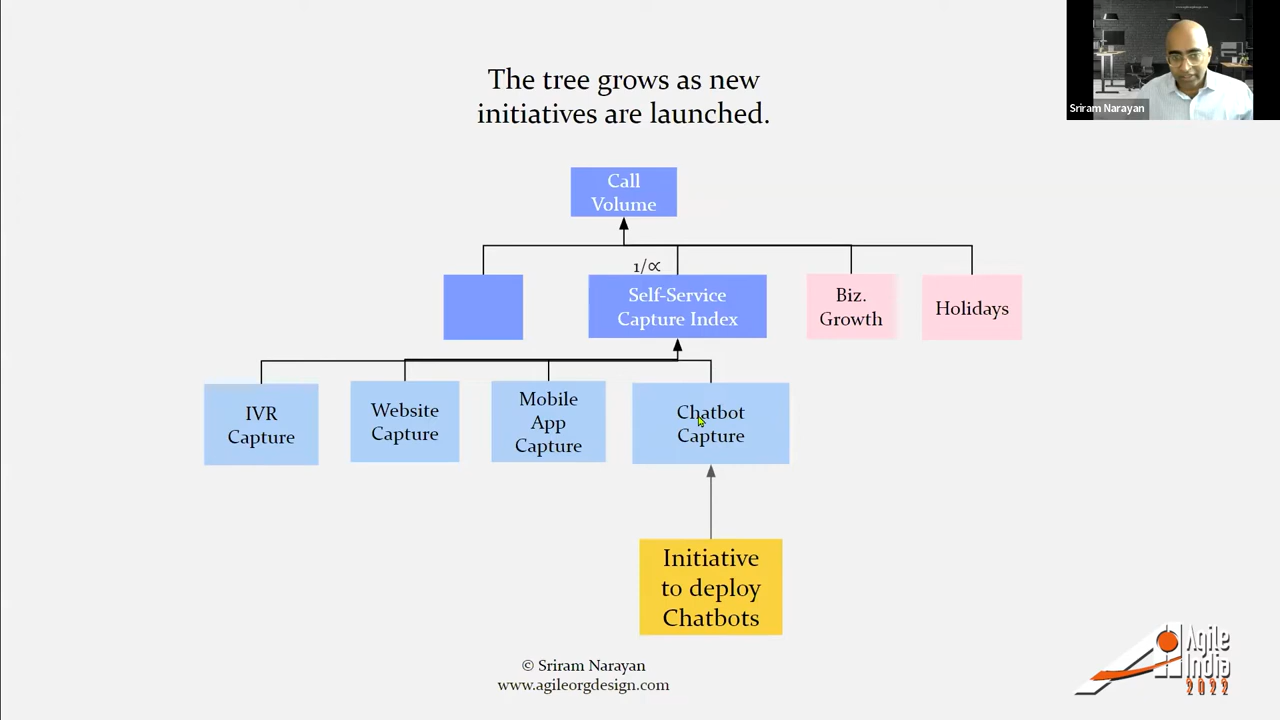 The tree grows as new
initiatives are launched.
Sriram Narayan
Call
Volume
1/∝
Self-Service
Capture Index
Biz.
Growth
Holidays
IVR
Capture
Website
Capture
Mobile
App
Capture
Chatbot
Capture
Initiative
to deploy
Chatbots
© Sriram Narayan
www.agileorgdesign.com
Agile
India
2022